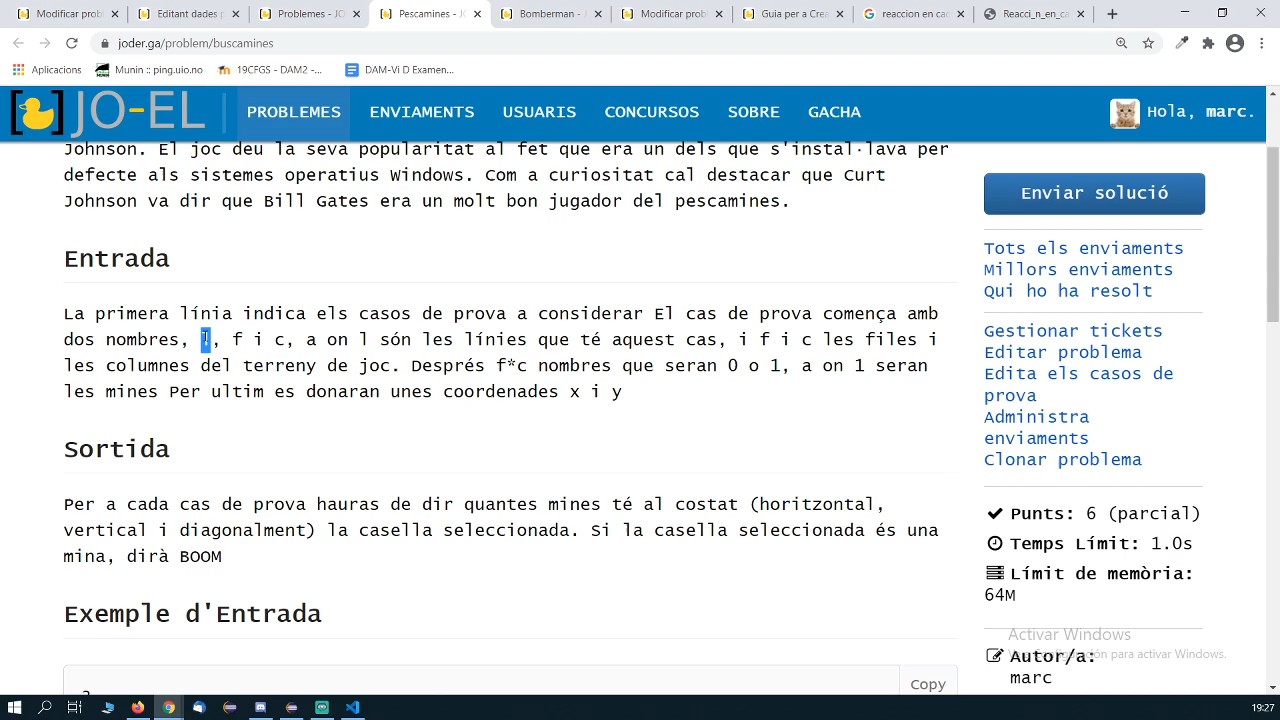 Modificar probl
Editant dades p
Problemes - JO
Pescamines - J
Bomberman - J
Modificar probl
Guia per a Crea
reaccion en cad
Reacci_n_en_ca
joder.ga/problem/buscamines
Aplicacions
Munin :: ping.uio.no
19CFGS - DAM2 -...
DAM-Vi D Examen...
JO-EL
PROBLEMES
ENVIAMENTS
USUARIS
CONCURSOS
SOBRE
GACHA
Hola, marc.
Johnson. El joc deu la seva popularitat al fet que era un dels que s'instal·lava per
defecte als sistemes operatius Windows. Com a curiositat cal destacar que Curt
Johnson va dir que Bill Gates era un molt bon jugador del pescamines.
Entrada
La primera línia indica els casos de prova a considerar El cas de prova comença amb
dos nombres, l, f i c, a on l són les línies que té aquest cas, i f i c les files i
les columnes del terreny de joc. Després f*c nombres que seran 0 o 1, a on 1 seran
les mines Per ultim es donaran unes coordenades x i y
Sortida
Per a cada cas de prova hauras de dir quantes mines té al costat (horitzontal,
vertical i diagonalment) la casella seleccionada. Si la casella seleccionada és una
mina, dirà BOOM
Exemple d'Entrada
Copy
Enviar solució
Tots els enviaments
Millors enviaments
Qui ho ha resolt
Gestionar tickets
Editar problema
Edita els casos de
prova
Administra
enviaments
Clonar problema
Punts: 6 (parcial)
Temps Límit: 1.0s
Límit de memòria:
64M
Activar Windows
Autor/a:
para activar Windows.
marc
19:27